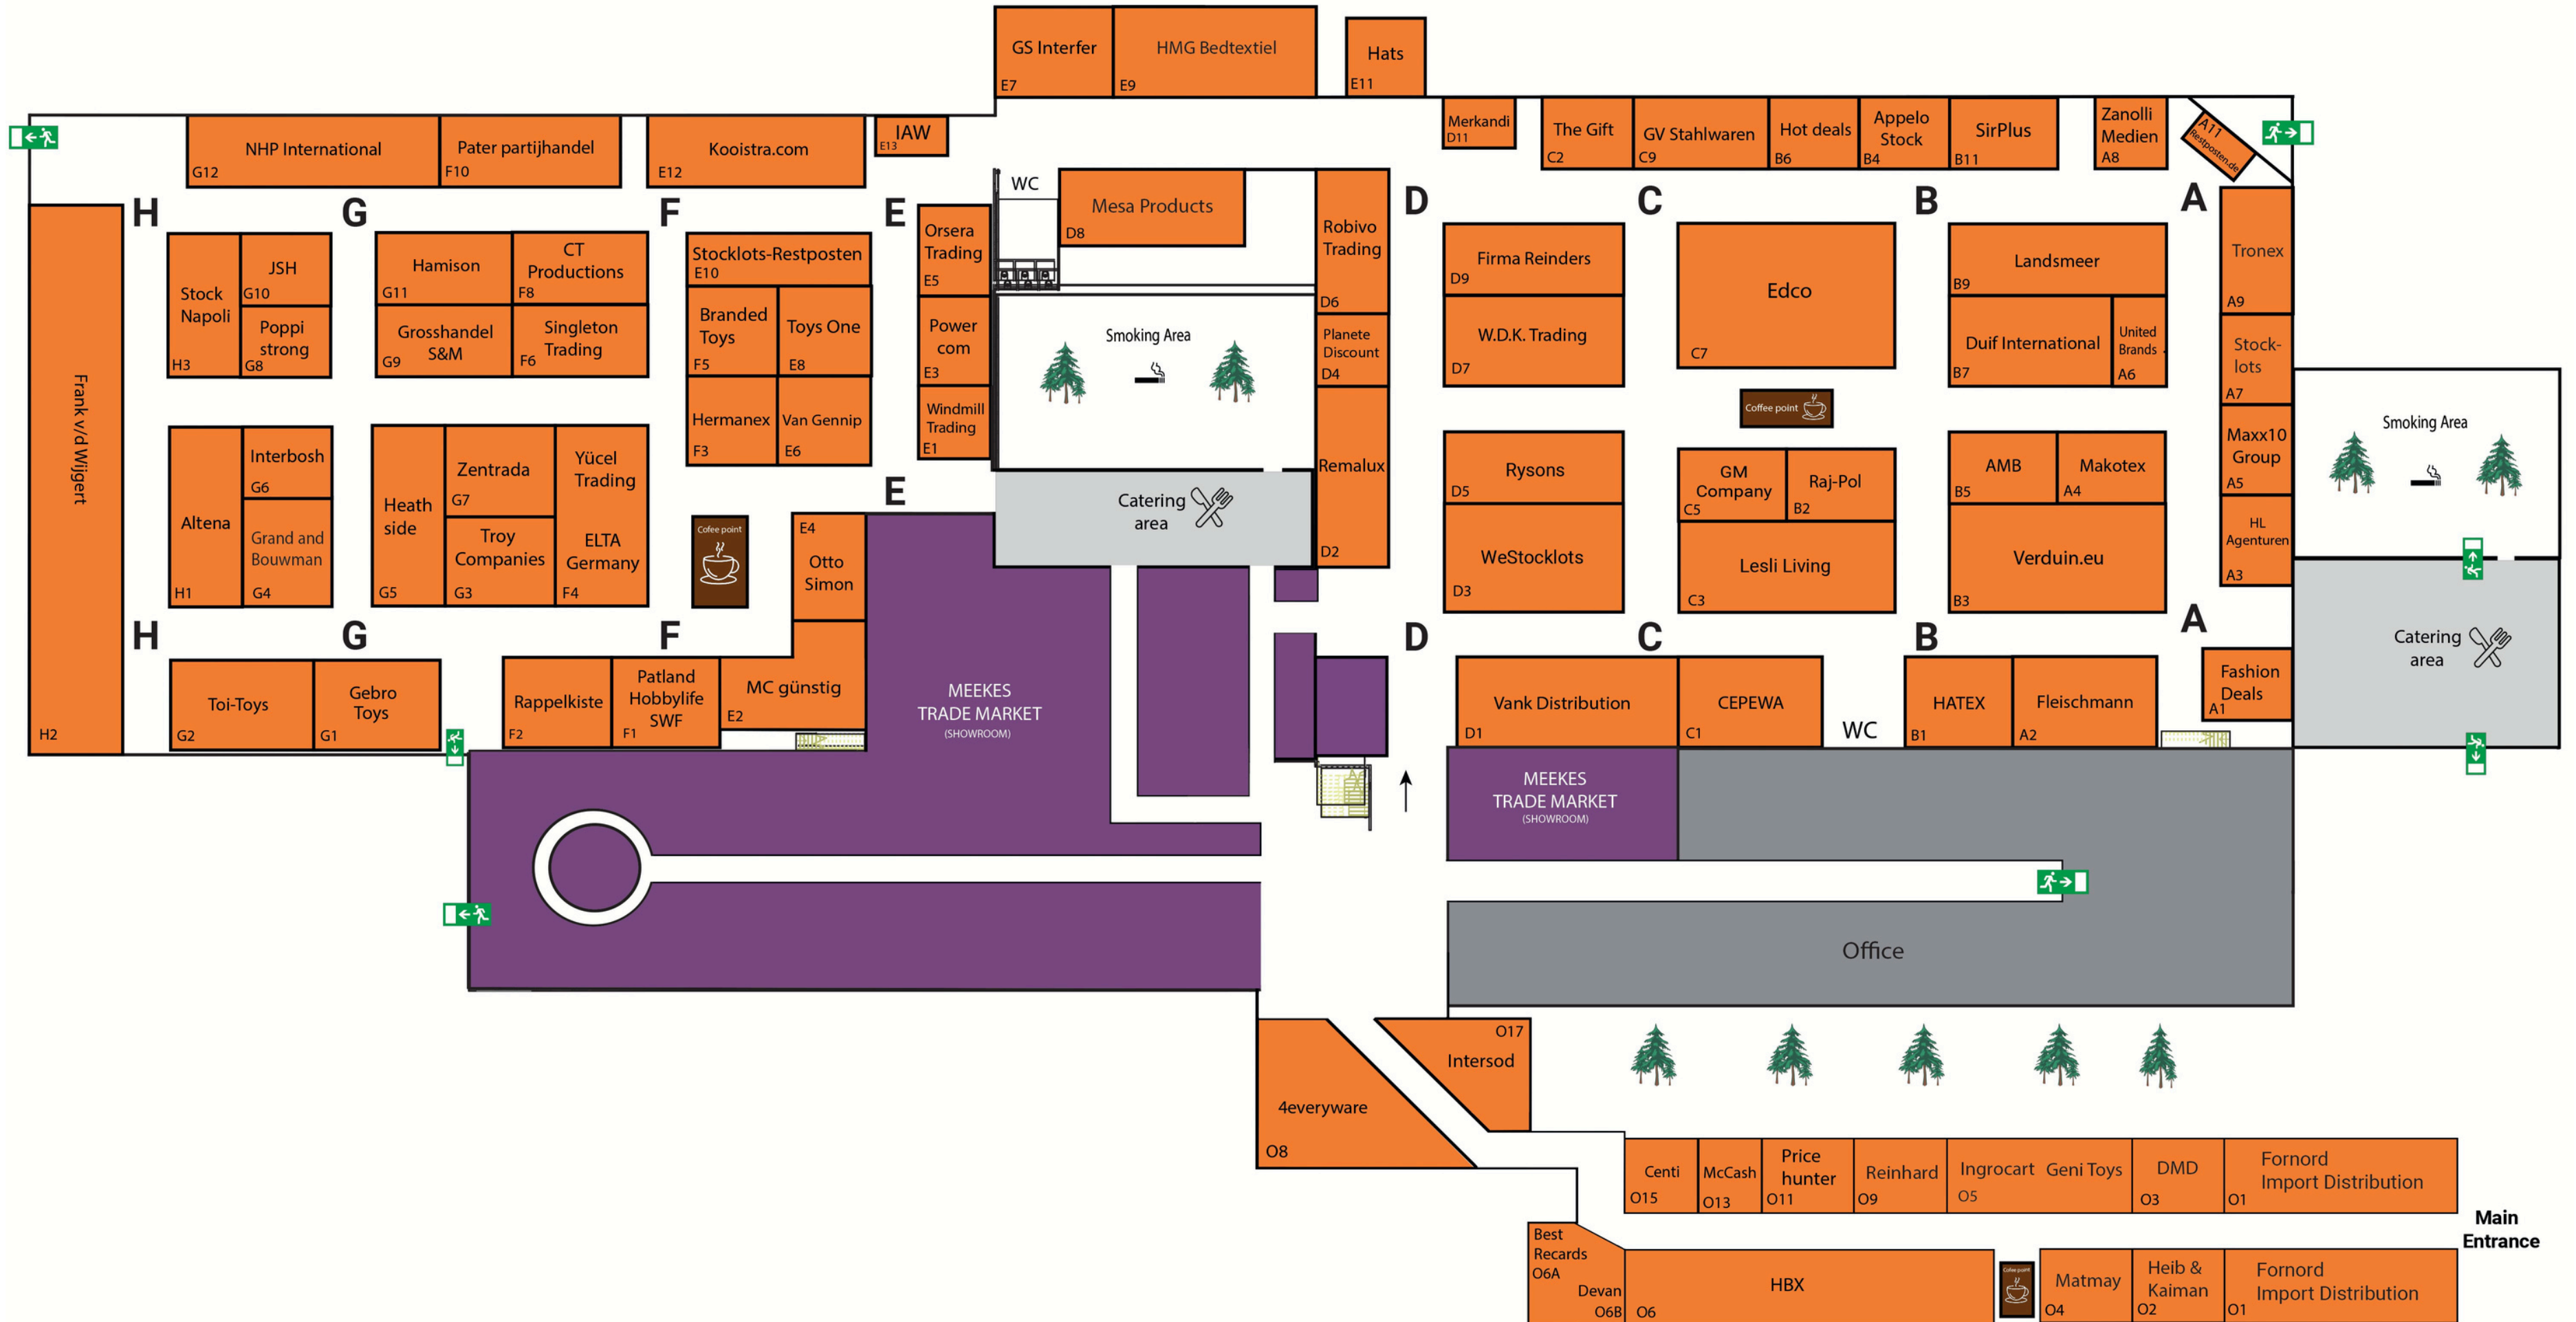 GS Interfer
E7
HMG Bedtextiel
E9
Hats
E11
NHP International
G12
Pater partijhandel
F10
Kooistra.com
E12
IAW
E13
Merkandi
D11
The Gift
C2
GV Stahlwaren
C9
Hot deals
B6
Appelo
Stock
B4
SirPlus
B11
Zanolli
Medien
A8
A11
Restposten.de
H
G
F
E
D
C
B
A
Frank v/d Wijgert
H2
Stock
Napoli
H3
JSH
G10
Poppi
strong
G8
Hamison
G11
CT
Productions
F8
Grosshandel
S&M
G9
Singleton
Trading
F6
Stocklots-Restposten
E10
Branded
Toys
F5
Toys One
E8
Hermanex
F3
Van Gennip
E6
Orsera
Trading
E5
Power
com
E3
Windmill
Trading
E1
WC
Mesa Products
D8
Smoking Area
Catering
area
Robivo
Trading
D6
Planete
Discount
D4
Remalux
D2
Firma Reinders
D9
W.D.K. Trading
D7
Edco
C7
Coffee point
Landsmeer
B9
Duif International
B7
United
Brands
A6
Tronex
A9
Stock-
lots
A7
Maxx10
Group
A5
HL
Agenturen
A3
Smoking Area
Catering
area
Altena
H1
Interbosh
G6
Grand and
Bouwman
G4
Heath
side
G5
Zentrada
G7
Troy
Companies
G3
Yücel
Trading
ELTA
Germany
F4
Cofee point
E
E4
Otto
Simon
Rysons
D5
WeStocklots
D3
GM
Company
C5
Raj-Pol
B2
Lesli Living
C3
AMB
B5
Makotex
A4
Verduin.eu
B3
H
G
F
D
C
B
A
Toi-Toys
G2
Gebro
Toys
G1
Rappelkiste
F2
Patland
Hobbylife
SWF
F1
MC günstig
E2
MEEKES
TRADE MARKET
(SHOWROOM)
Vank Distribution
D1
CEPEWA
C1
WC
HATEX
B1
Fleischmann
A2
Fashion
Deals
A1
MEEKES
TRADE MARKET
(SHOWROOM)
Office
O17
Intersod
4everyware
O8
Centi
O15
McCash
O13
Price
hunter
O11
Reinhard
O9
Ingrocart Geni Toys
O5
DMD
O3
Fornord
Import Distribution
O1
Main
Entrance
Best
Recards
O6A
Devan
O6B
HBX
O6
Cofee point
Matmay
O4
Heib &
Kaiman
O2
Fornord
Import Distribution
O1